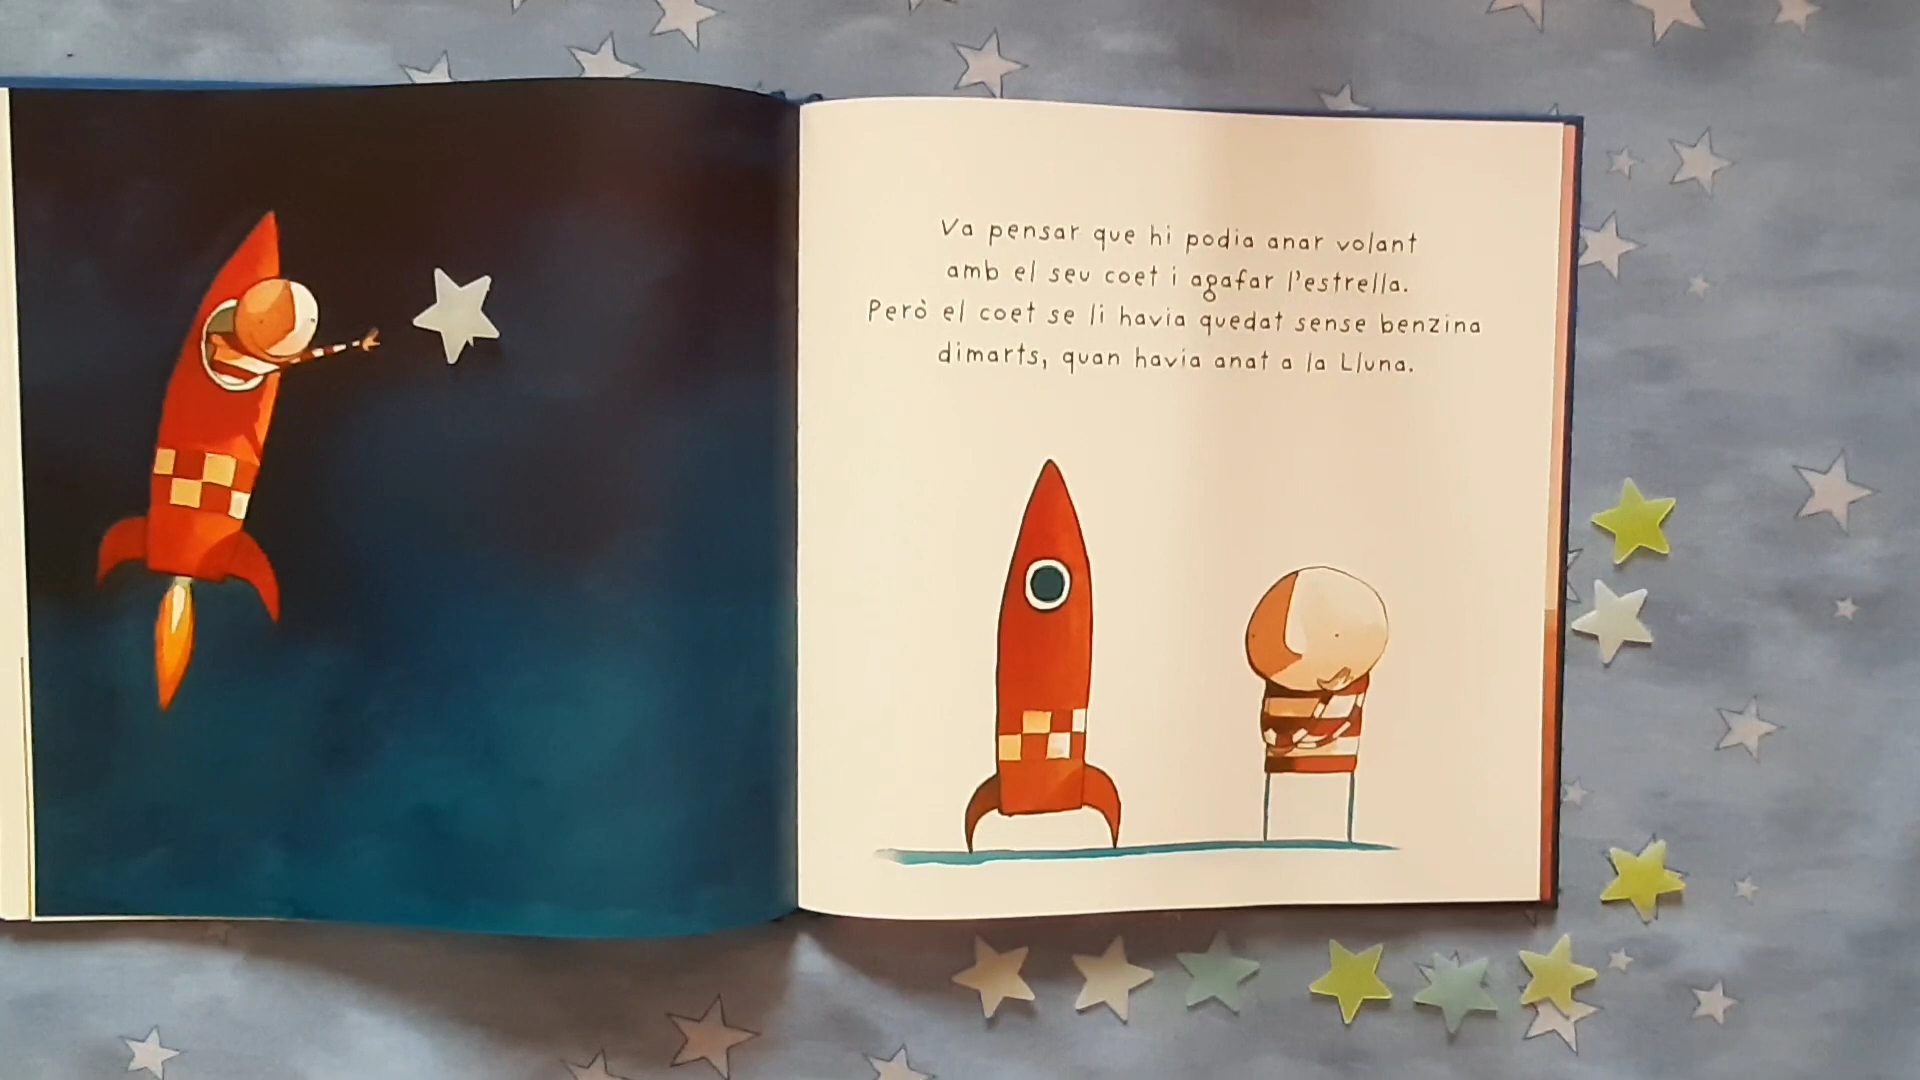 Va pensar que hi podia anar volant
amb el seu coet i agafar l'estrella.
Però el coet se li havia quedat sense benzina
dimarts, quan havia anat a la Lluna.